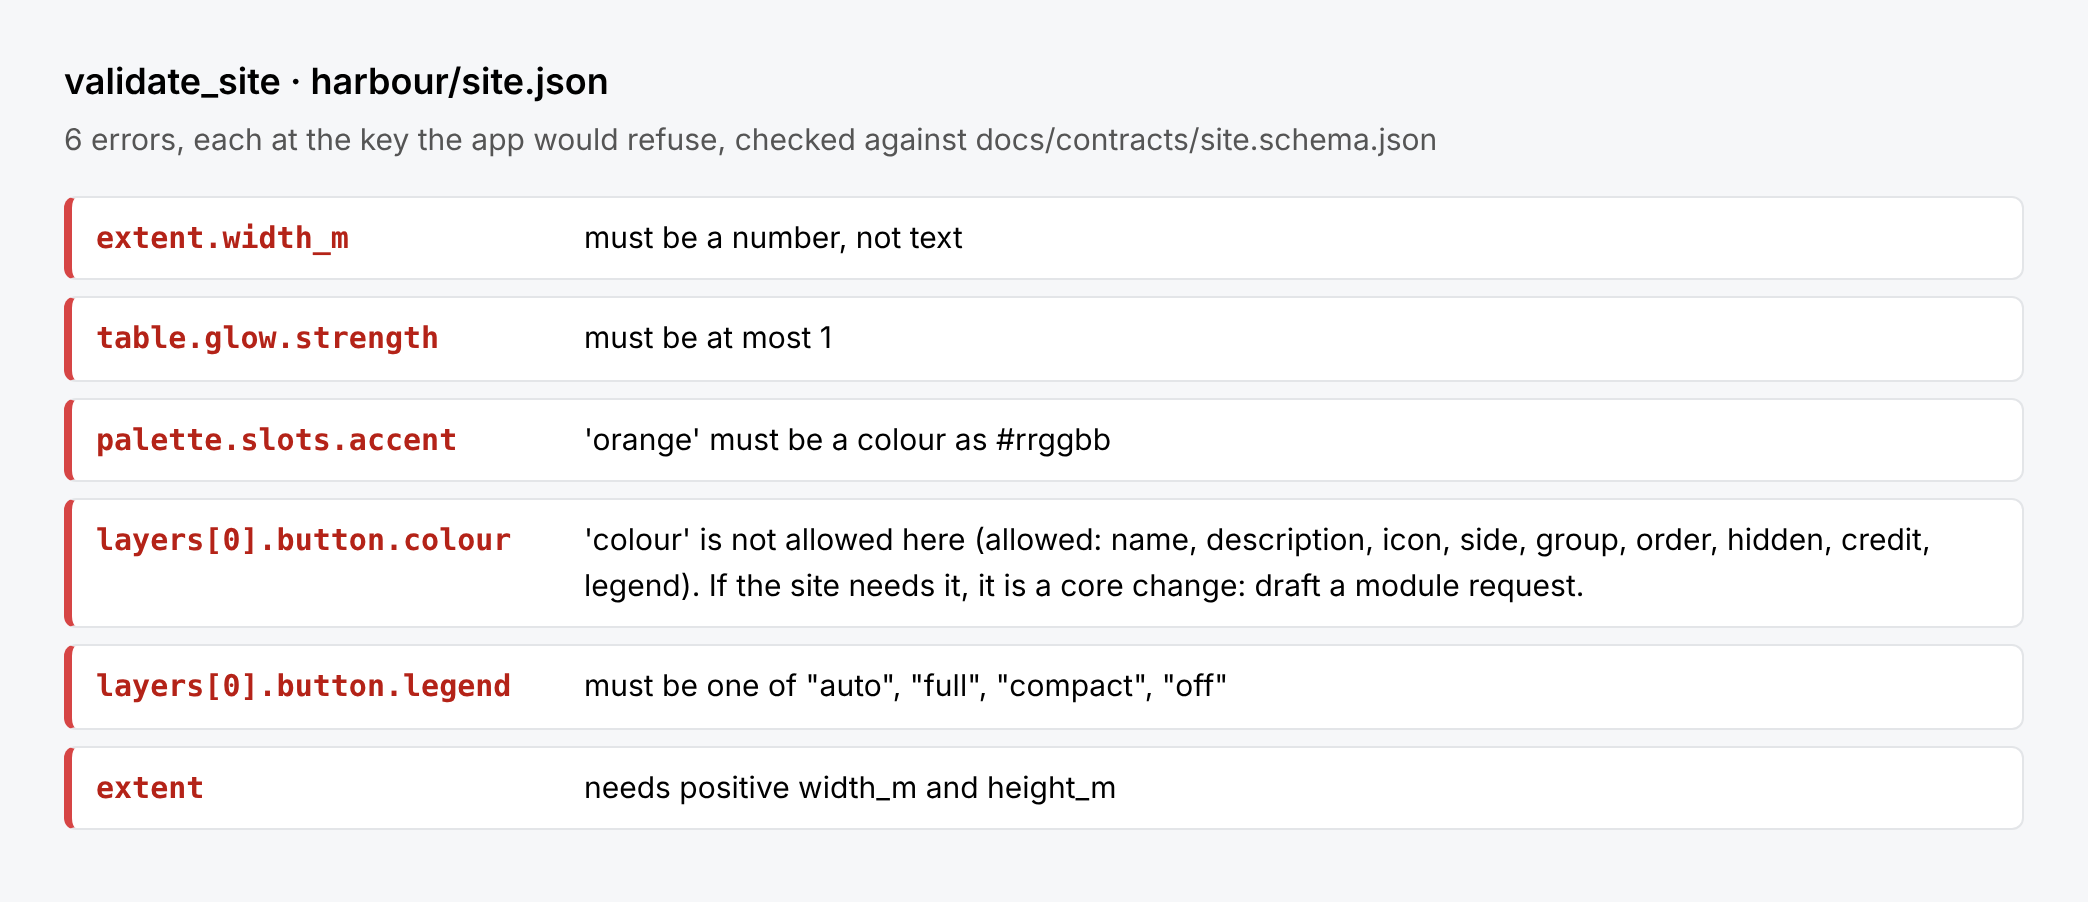 validate_site · harbour/site.json
6 errors, each at the key the app would refuse, checked against docs/contracts/site.schema.json
extent.width_m must be a number, not text
table.glow.strength must be at most 1
palette.slots.accent 'orange' must be a colour as #rrggbb
layers[0].button.colour 'colour' is not allowed here (allowed: name, description, icon, side, group, order, hidden, credit,
legend). If the site needs it, it is a core change: draft a module request.
layers[0].button.legend must be one of "auto", "full", "compact", "off"
extent needs positive width_m and height_m